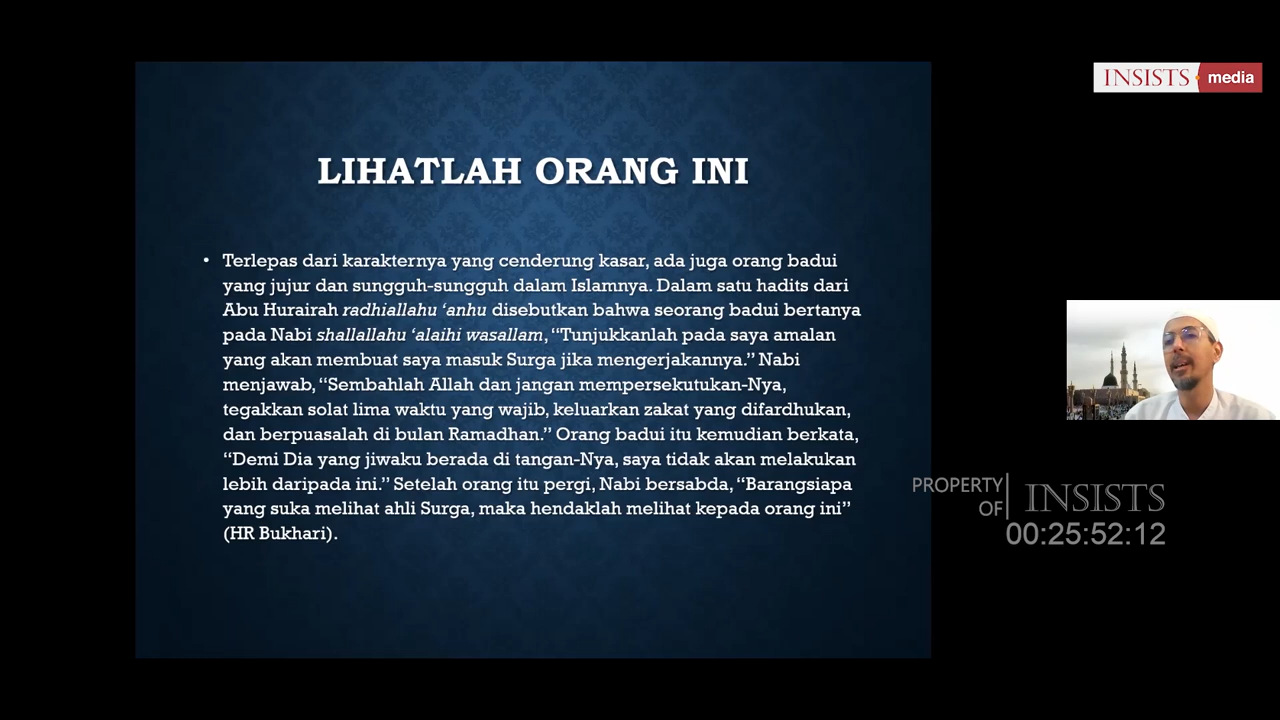 INSISTS media
LIHATLAH ORANG INI
• Terlepas dari karakternya yang cenderung kasar, ada juga orang badui
yang jujur dan sungguh-sungguh dalam Islamnya. Dalam satu hadits dari
Abu Hurairah radhiallahu ‘anhu disebutkan bahwa seorang badui bertanya
pada Nabi shallallahu ‘alaihi wasallam, “Tunjukkanlah pada saya amalan
yang akan membuat saya masuk Surga jika mengerjakannya.” Nabi
menjawab, “Sembahlah Allah dan jangan mempersekutukan-Nya,
tegakkan solat lima waktu yang wajib, keluarkan zakat yang difardhukan,
dan berpuasalah di bulan Ramadhan.” Orang badui itu kemudian berkata,
“Demi Dia yang jiwaku berada di tangan-Nya, saya tidak akan melakukan
lebih daripada ini.” Setelah orang itu pergi, Nabi bersabda, “Barangsiapa
yang suka melihat ahli Surga, maka hendaklah melihat kepada orang ini”
(HR Bukhari).
PROPERTY OF INSISTS
00:25:52:12